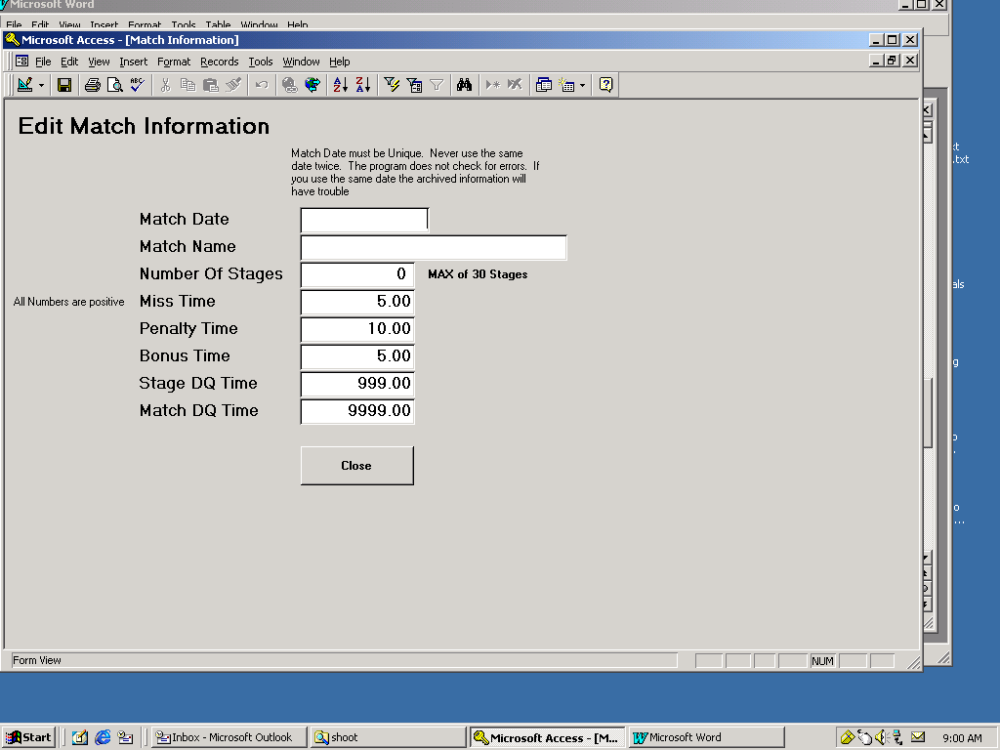 Microsoft Word
File Edit View Insert Format Tools Table Window Help
Microsoft Access - [Match Information]
File Edit View Insert Format Records Tools Window Help
Edit Match Information
Match Date must be Unique. Never use the same
date twice. The program does not check for errors. If
you use the same date the archived information will
have trouble
Match Date
Match Name
Number Of Stages 0 MAX of 30 Stages
All Numbers are positive Miss Time 5.00
Penalty Time 10.00
Bonus Time 5.00
Stage DQ Time 999.00
Match DQ Time 9999.00
Close
.txt
Form View NUM
Start Inbox - Microsoft Outlook shoot Microsoft Access - [M... Microsoft Word 9:00 AM